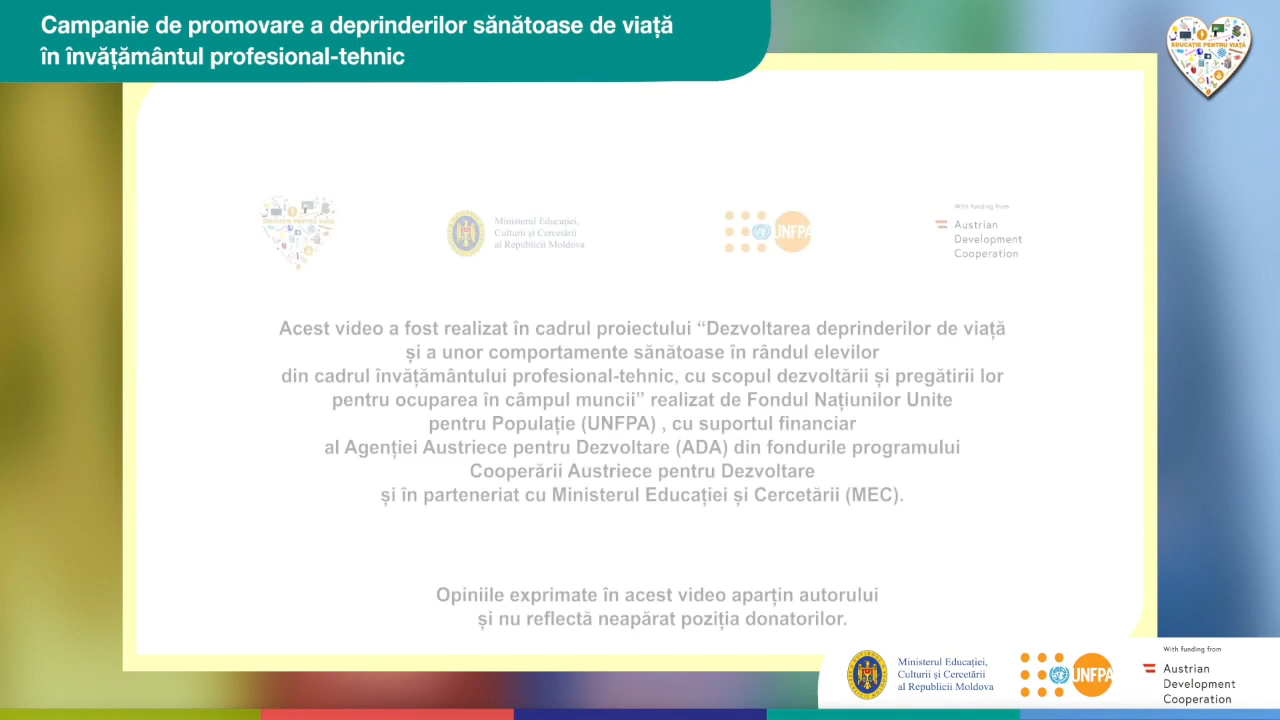 Campanie de promovare a deprinderilor sănătoase de viață
în învățământul profesional-tehnic
EDUCAȚIE PENTRU VIAȚĂ
EDUCAȚIE PENTRU VIAȚĂ
Ministerul Educației,
Culturii și Cercetării
al Republicii Moldova
UNFPA
With funding from
Austrian
Development
Cooperation
Acest video a fost realizat în cadrul proiectului “Dezvoltarea deprinderilor de viață
și a unor comportamente sănătoase în rândul elevilor
din cadrul învățământului profesional-tehnic, cu scopul dezvoltării și pregătirii lor
pentru ocuparea în câmpul muncii” realizat de Fondul Națiunilor Unite
pentru Populație (UNFPA) , cu suportul financiar
al Agenției Austriece pentru Dezvoltare (ADA) din fondurile programului
Cooperării Austriece pentru Dezvoltare
și în parteneriat cu Ministerul Educației și Cercetării (MEC).
Opiniile exprimate în acest video aparțin autorului
și nu reflectă neapărat poziția donatorilor.
Ministerul Educației,
Culturii și Cercetării
al Republicii Moldova
UNFPA
With funding from
Austrian
Development
Cooperation